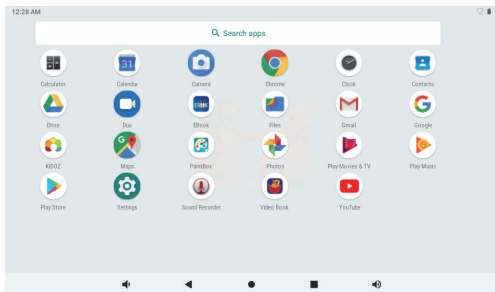 12:28 AM
Search apps
31
Calculator Calendar Camera Chrome Clock Contacts
Drive Duo EBook Files Gmail Google
KIDOZ Maps PaintBox Photos Play Movies & TV Play Music
Play Store Settings Sound Recorder Video Book YouTube